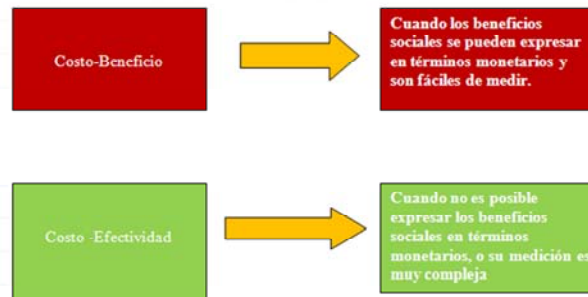 Costo-Beneficio
Cuando los beneficios
sociales se pueden expresar
en términos monetarios y
son fáciles de medir.
Costo -Efectividad
Cuando no es posible
expresar los beneficios
sociales en términos
monetarios, o su medición es
muy compleja